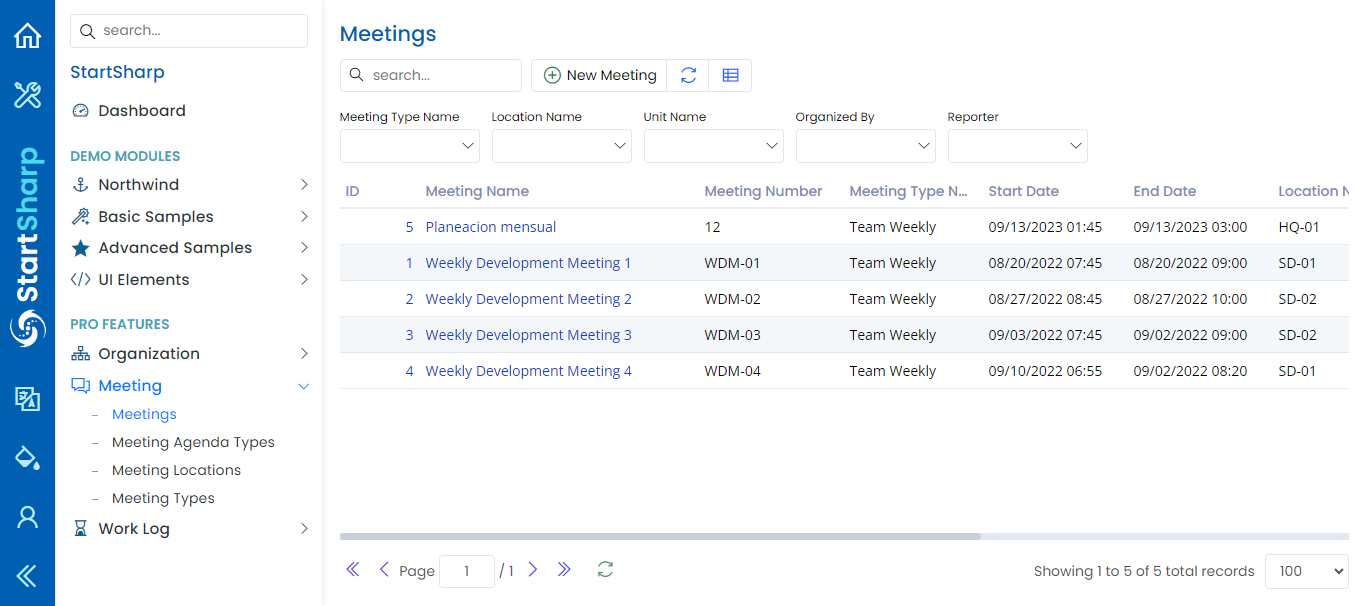 StartSharp
search...
StartSharp
Dashboard
DEMO MODULES
Northwind
Basic Samples
Advanced Samples
UI Elements
PRO FEATURES
Organization
Meeting
Meetings
Meeting Agenda Types
Meeting Locations
Meeting Types
Work Log
Meetings
search... New Meeting
Meeting Type Name Location Name Unit Name Organized By Reporter
ID Meeting Name Meeting Number Meeting Type N... Start Date End Date Location N
5 Planeacion mensual 12 Team Weekly 09/13/2023 01:45 09/13/2023 03:00 HQ-01
1 Weekly Development Meeting 1 WDM-01 Team Weekly 08/20/2022 07:45 08/20/2022 09:00 SD-01
2 Weekly Development Meeting 2 WDM-02 Team Weekly 08/27/2022 08:45 08/27/2022 10:00 SD-02
3 Weekly Development Meeting 3 WDM-03 Team Weekly 09/03/2022 07:45 09/02/2022 09:00 SD-02
4 Weekly Development Meeting 4 WDM-04 Team Weekly 09/10/2022 06:55 09/02/2022 08:20 SD-01
Page 1 / 1 Showing 1 to 5 of 5 total records 100